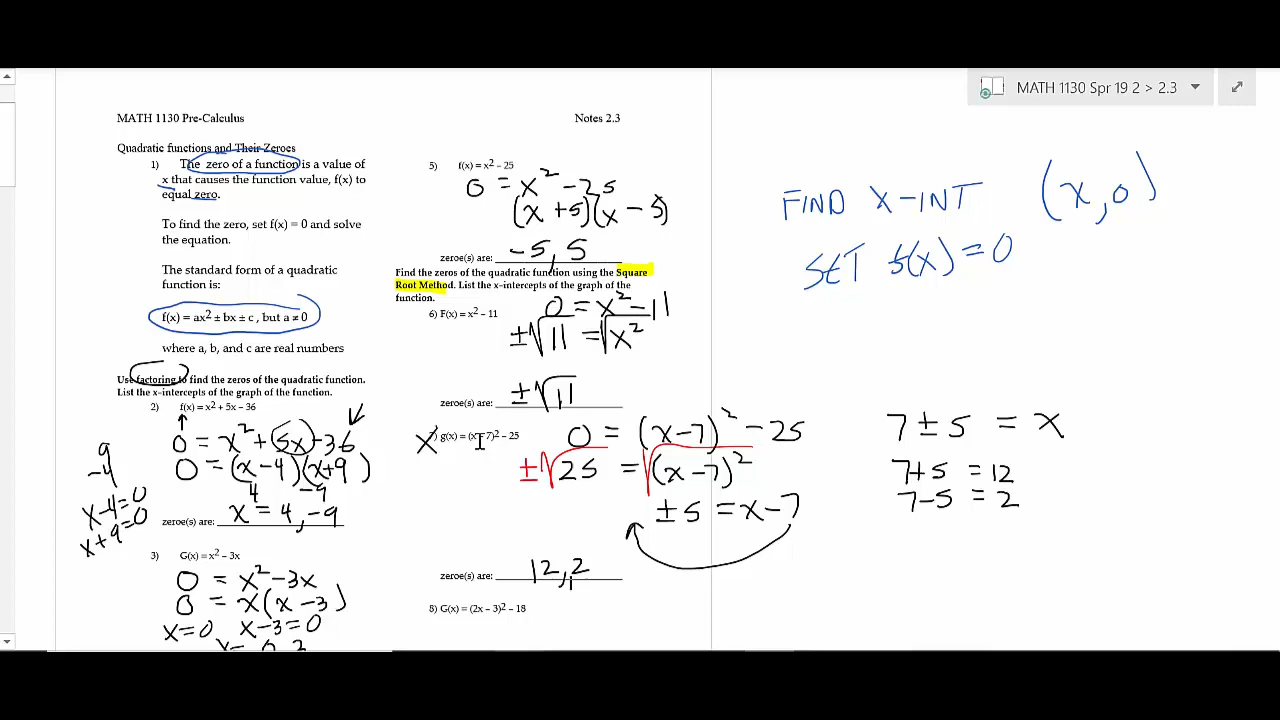 MATH 1130 Spr 19 2 > 2.3
MATH 1130 Pre-Calculus
Notes 2.3
Quadratic functions and Their Zeroes
1) The zero of a function is a value of
x that causes the function value, f(x) to
equal zero.
To find the zero, set f(x) = 0 and solve
the equation.
The standard form of a quadratic
function is:
f(x) = ax² ± bx ± c , but a ≠ 0
where a, b, and c are real numbers
Use factoring to find the zeros of the quadratic function.
List the x-intercepts of the graph of the function.
2) f(x) = x² + 5x – 36
0 = x² + 5x - 36
0 = (x-4)(x+9)
9
-4
4 -9
x-4=0
x+9=0
zeroe(s) are: x = 4, -9
3) G(x) = x² – 3x
0 = x² - 3x
0 = x(x - 3)
x=0 x-3=0
5) f(x) = x² – 25
0 = x² - 25
(x + 5)(x - 5)
zeroe(s) are: -5, 5
Find the zeros of the quadratic function using the Square
Root Method. List the x-intercepts of the graph of the
function.
6) F(x) = x² – 11
0 = x² - 11
±√11 = √x²
zeroe(s) are: ±√11
g(x) = (x – 7)² – 25
0 = (x-7)² - 25
±√25 = √(x-7)²
±5 = x-7
zeroe(s) are: 12, 2
8) G(x) = (2x – 3)² – 18
FIND X-INT (x, 0)
SET f(x) = 0
7 ± 5 = x
7+5 = 12
7-5 = 2